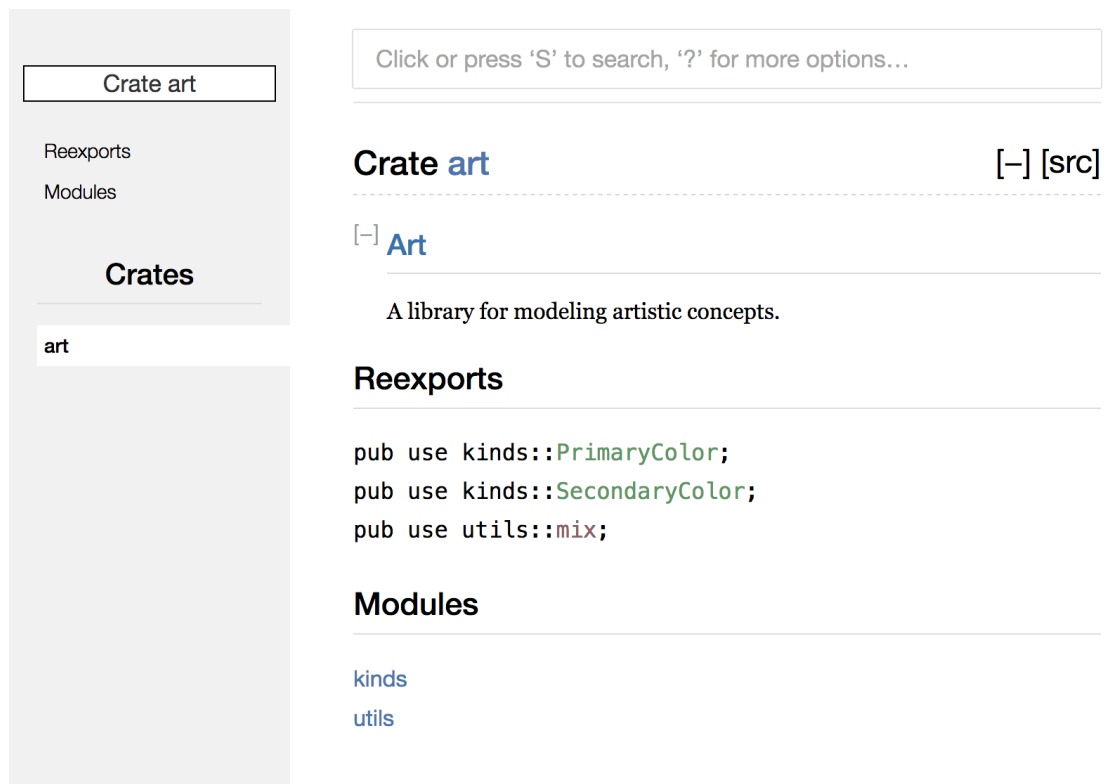 Crate art
Reexports
Modules
Crates
art
Click or press ‘S’ to search, ‘?’ for more options…
Crate art [–] [src]
[–] Art
A library for modeling artistic concepts.
Reexports
pub use kinds::PrimaryColor;
pub use kinds::SecondaryColor;
pub use utils::mix;
Modules
kinds
utils